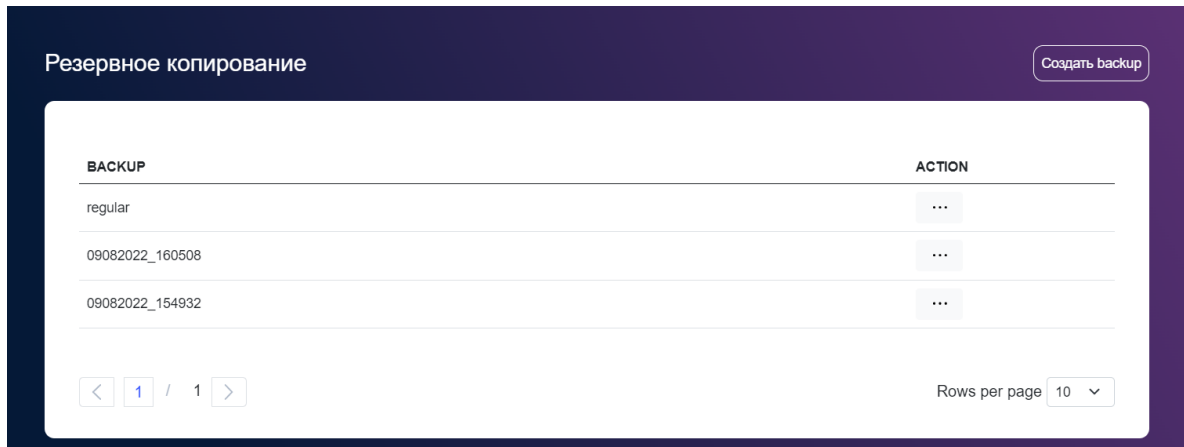 Резервное копирование
Создать backup
BACKUP ACTION
regular ...
09082022_160508 ...
09082022_154932 ...
< 1 / 1 >
Rows per page 10